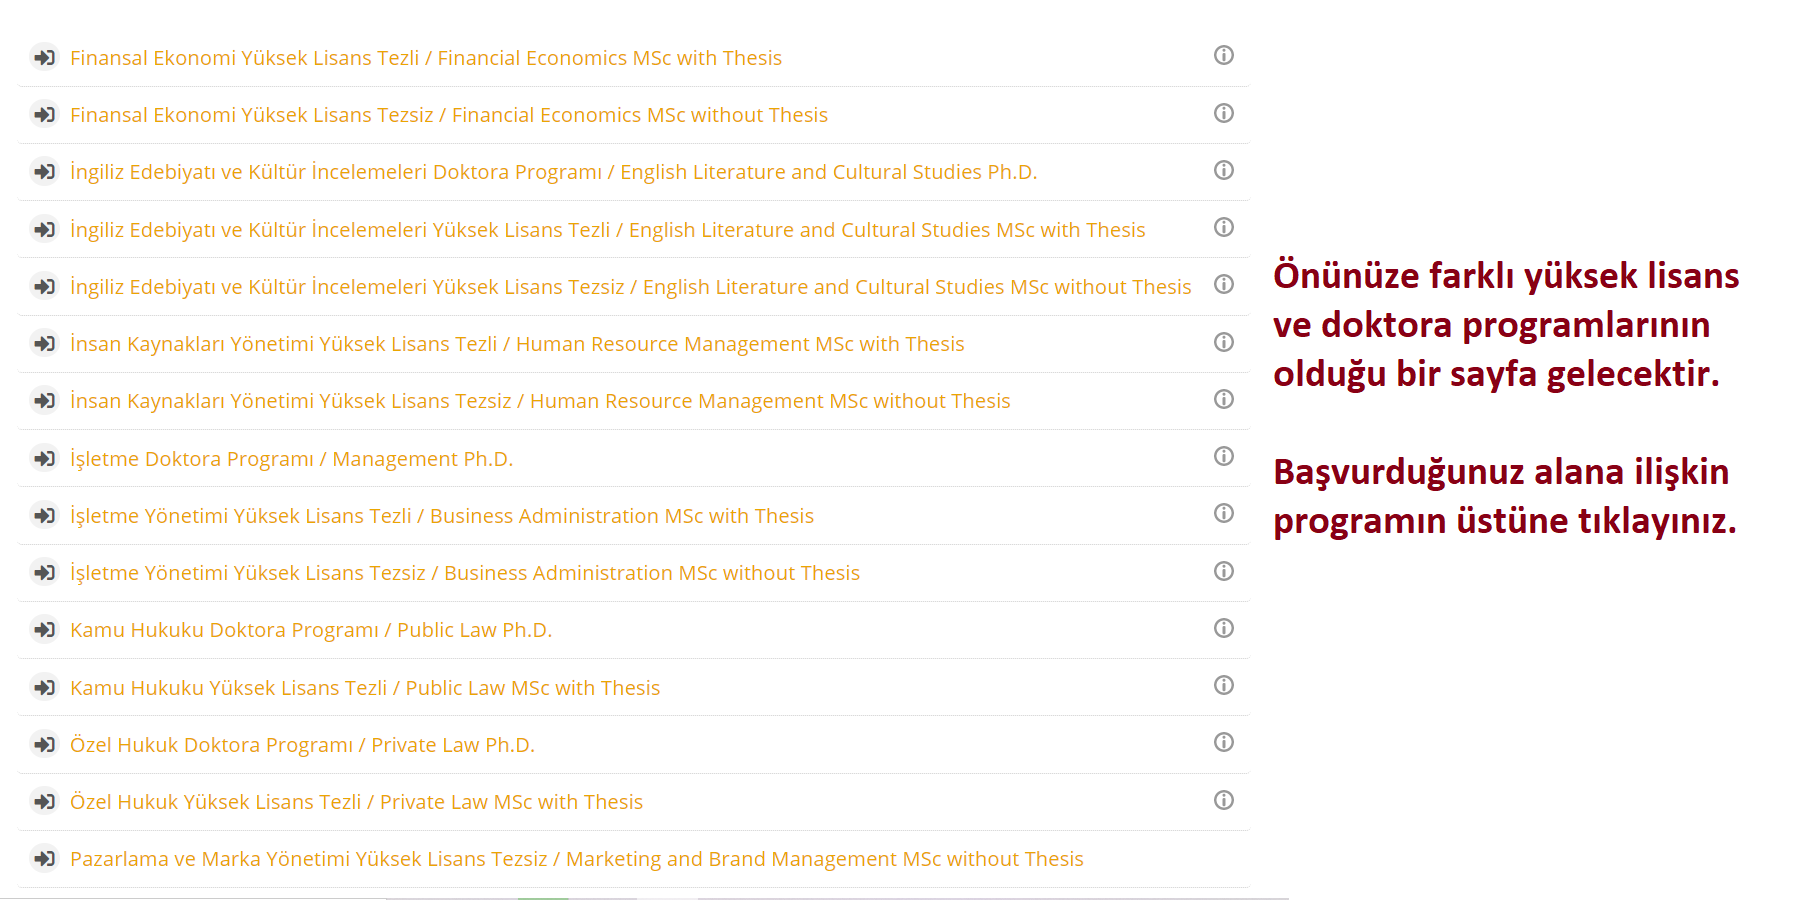 Finansal Ekonomi Yüksek Lisans Tezli / Financial Economics MSc with Thesis
Finansal Ekonomi Yüksek Lisans Tezsiz / Financial Economics MSc without Thesis
İngiliz Edebiyatı ve Kültür İncelemeleri Doktora Programı / English Literature and Cultural Studies Ph.D.
İngiliz Edebiyatı ve Kültür İncelemeleri Yüksek Lisans Tezli / English Literature and Cultural Studies MSc with Thesis
İngiliz Edebiyatı ve Kültür İncelemeleri Yüksek Lisans Tezsiz / English Literature and Cultural Studies MSc without Thesis
İnsan Kaynakları Yönetimi Yüksek Lisans Tezli / Human Resource Management MSc with Thesis
İnsan Kaynakları Yönetimi Yüksek Lisans Tezsiz / Human Resource Management MSc without Thesis
İşletme Doktora Programı / Management Ph.D.
İşletme Yönetimi Yüksek Lisans Tezli / Business Administration MSc with Thesis
İşletme Yönetimi Yüksek Lisans Tezsiz / Business Administration MSc without Thesis
Kamu Hukuku Doktora Programı / Public Law Ph.D.
Kamu Hukuku Yüksek Lisans Tezli / Public Law MSc with Thesis
Özel Hukuk Doktora Programı / Private Law Ph.D.
Özel Hukuk Yüksek Lisans Tezli / Private Law MSc with Thesis
Pazarlama ve Marka Yönetimi Yüksek Lisans Tezsiz / Marketing and Brand Management MSc without Thesis
Önünüze farklı yüksek lisans
ve doktora programlarının
olduğu bir sayfa gelecektir.
Başvurduğunuz alana ilişkin
programın üstüne tıklayınız.